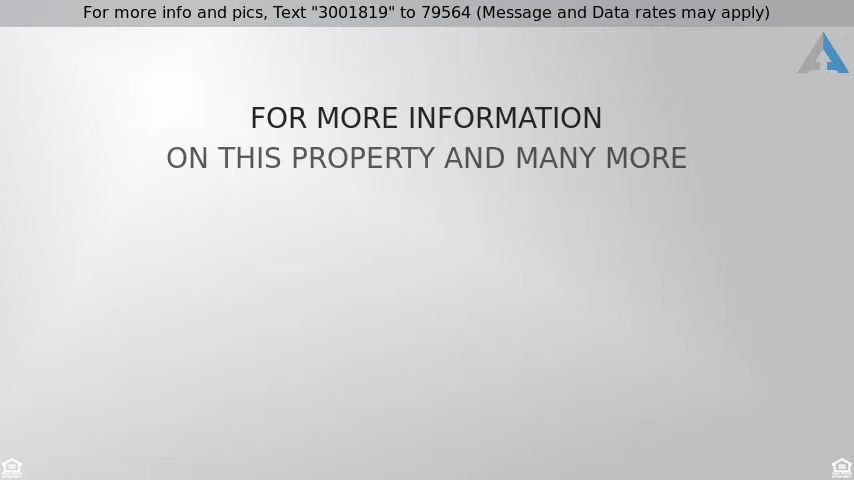 For more info and pics, Text "3001819" to 79564 (Message and Data rates may apply)
FOR MORE INFORMATION
ON THIS PROPERTY AND MANY MORE